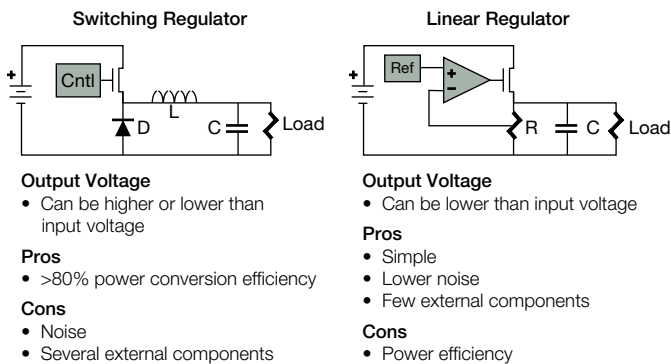 Switching Regulator
+
Cntl
D
L
C
Load
Output Voltage
• Can be higher or lower than
input voltage
Pros
• >80% power conversion efficiency
Cons
• Noise
• Several external components
Linear Regulator
+
Ref
+
−
R
C
Load
Output Voltage
• Can be lower than input voltage
Pros
• Simple
• Lower noise
• Few external components
Cons
• Power efficiency